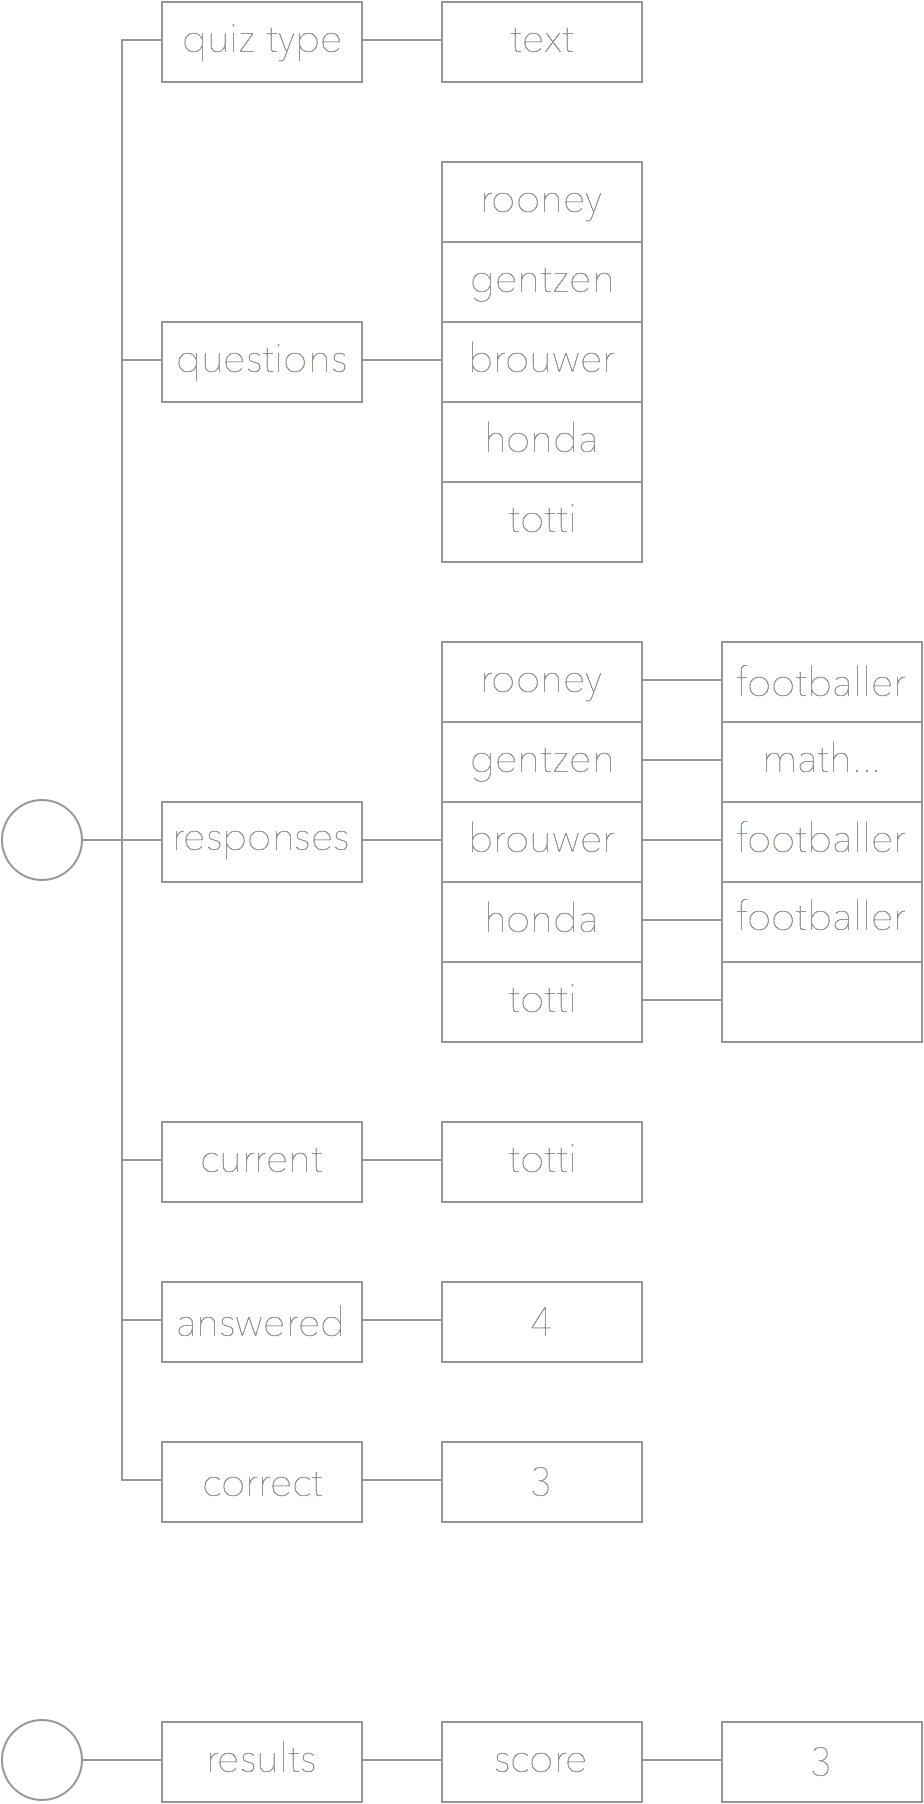 quiz type text
rooney
gentzen
questions brouwer
honda
totti
rooney footballer
gentzen math...
responses brouwer footballer
honda footballer
totti
current totti
answered 4
correct 3
results score 3